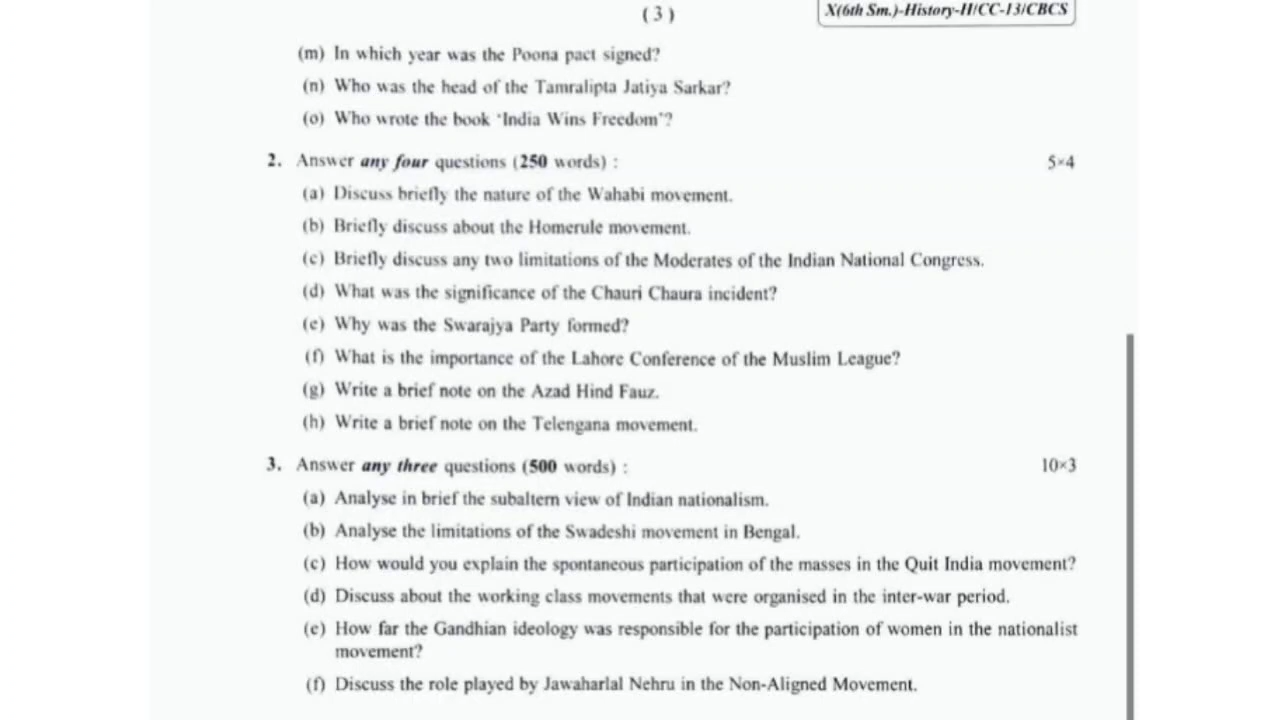 (3)
X(6th Sm.)-History-H/CC-13/CBCS
(m) In which year was the Poona pact signed?
(n) Who was the head of the Tamralipta Jatiya Sarkar?
(o) Who wrote the book 'India Wins Freedom'?
2. Answer any four questions (250 words) : 5×4
(a) Discuss briefly the nature of the Wahabi movement.
(b) Briefly discuss about the Homerule movement.
(c) Briefly discuss any two limitations of the Moderates of the Indian National Congress.
(d) What was the significance of the Chauri Chaura incident?
(e) Why was the Swarajya Party formed?
(f) What is the importance of the Lahore Conference of the Muslim League?
(g) Write a brief note on the Azad Hind Fauz.
(h) Write a brief note on the Telengana movement.
3. Answer any three questions (500 words) : 10×3
(a) Analyse in brief the subaltern view of Indian nationalism.
(b) Analyse the limitations of the Swadeshi movement in Bengal.
(c) How would you explain the spontaneous participation of the masses in the Quit India movement?
(d) Discuss about the working class movements that were organised in the inter-war period.
(e) How far the Gandhian ideology was responsible for the participation of women in the nationalist
movement?
(f) Discuss the role played by Jawaharlal Nehru in the Non-Aligned Movement.